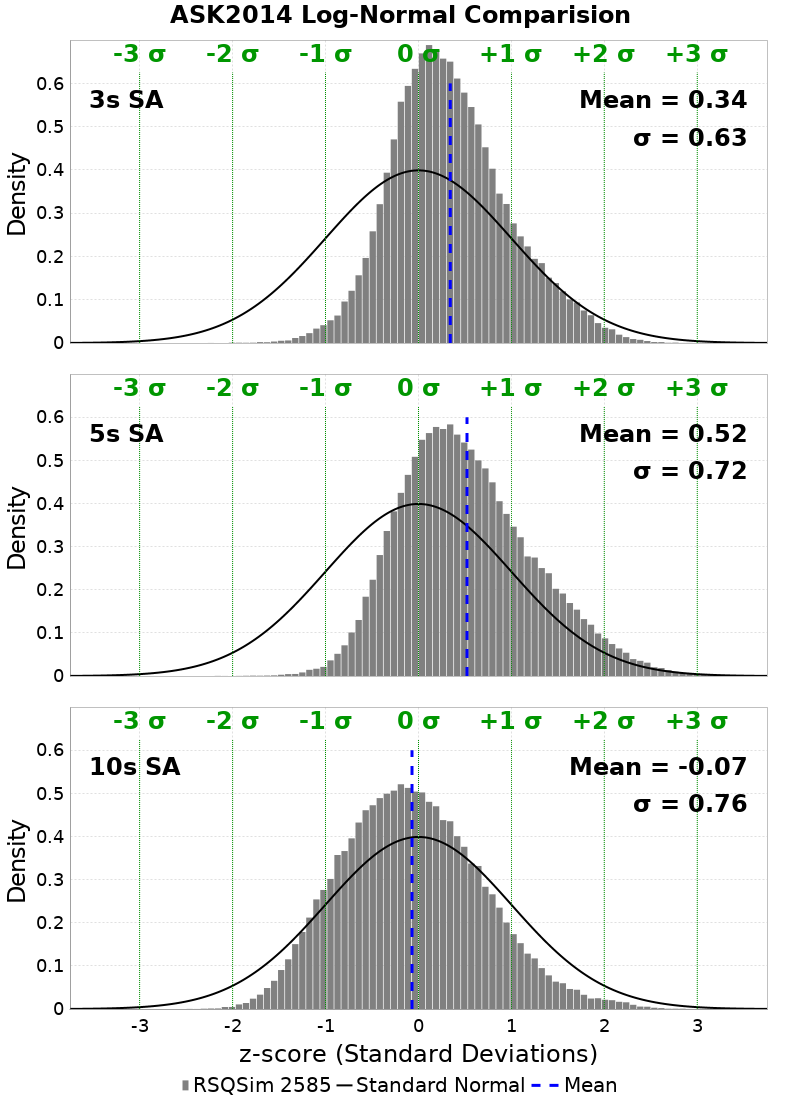 ASK2014 Log-Normal Comparision
-3 σ -2 σ -1 σ 0 σ +1 σ +2 σ +3 σ
3s SA
Mean = 0.34
σ = 0.63
Density
0.6
0.5
0.4
0.3
0.2
0.1
0
-3 σ -2 σ -1 σ 0 σ +1 σ +2 σ +3 σ
5s SA
Mean = 0.52
σ = 0.72
Density
0.6
0.5
0.4
0.3
0.2
0.1
0
-3 σ -2 σ -1 σ 0 σ +1 σ +2 σ +3 σ
10s SA
Mean = -0.07
σ = 0.76
Density
0.6
0.5
0.4
0.3
0.2
0.1
0
-3 -2 -1 0 1 2 3
z-score (Standard Deviations)
RSQSim 2585 Standard Normal Mean